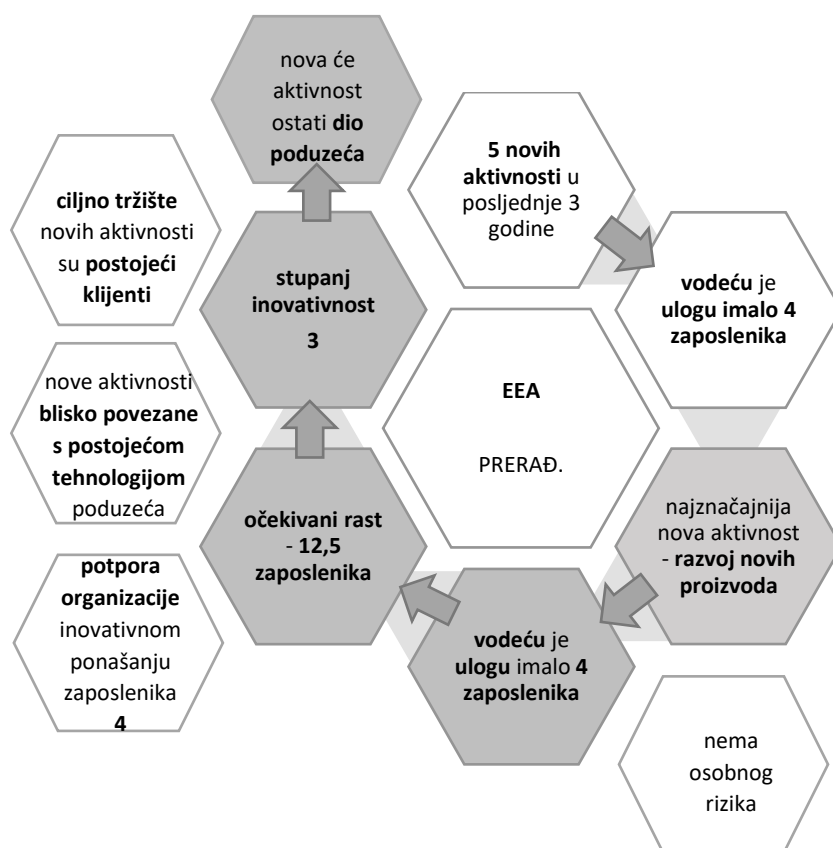 nova će
aktivnost
ostati dio
poduzeća
5 novih
aktivnosti u
posljednje 3
godine
vodeću je
ulogu imalo 4
zaposlenika
najznačajnija
nova aktivnost
- razvoj novih
proizvoda
vodeću je
ulogu imalo 4
zaposlenika
očekivani rast
- 12,5
zaposlenika
stupanj
inovativnost
3
EEA
PRERAĐ.
ciljno tržište
novih aktivnosti
su postojeći
klijenti
nove aktivnosti
blisko povezane
s postojećom
tehnologijom
poduzeća
potpora
organizacije
inovativnom
ponašanju
zaposlenika
4
nema
osobnog
rizika